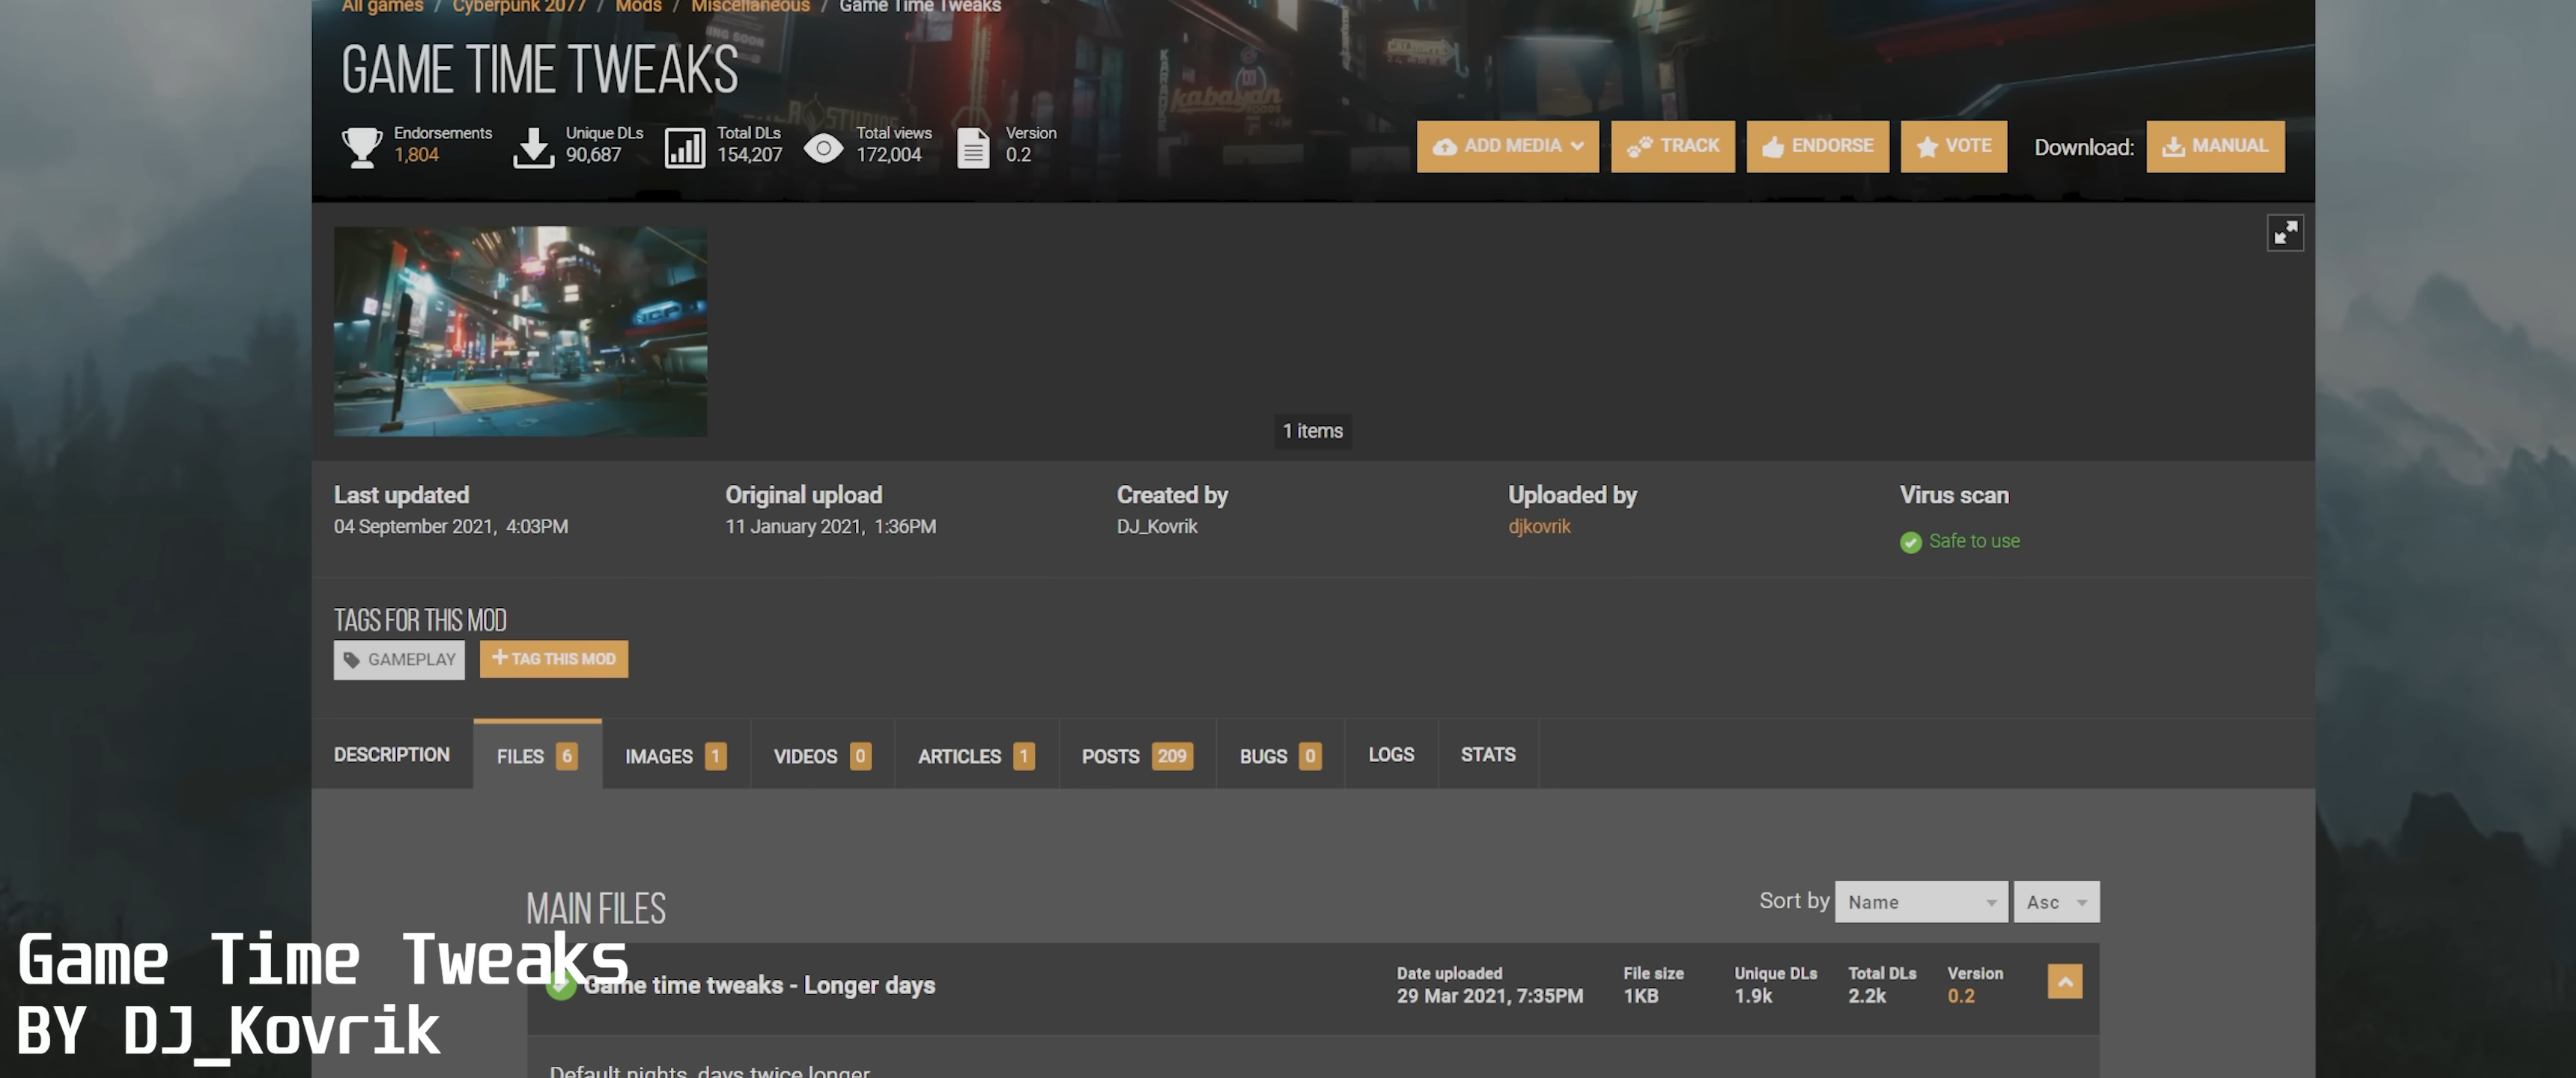 All games / Cyberpunk 2077 / Mods / Miscellaneous / Game Time Tweaks
GAME TIME TWEAKS
Endorsements
1,804
Unique DLs
90,687
Total DLs
154,207
Total views
172,004
Version
0.2
ADD MEDIA
TRACK
ENDORSE
VOTE
Download:
MANUAL
kabayan
FOODS
1 items
Last updated
04 September 2021, 4:03PM
Original upload
11 January 2021, 1:36PM
Created by
DJ_Kovrik
Uploaded by
djkovrik
Virus scan
Safe to use
TAGS FOR THIS MOD
GAMEPLAY
+ TAG THIS MOD
DESCRIPTION
FILES 6
IMAGES 1
VIDEOS 0
ARTICLES 1
POSTS 209
BUGS 0
LOGS
STATS
MAIN FILES
Sort by Name Asc
Game time tweaks - Longer days
Date uploaded
29 Mar 2021, 7:35PM
File size
1KB
Unique DLs
1.9k
Total DLs
2.2k
Version
0.2
Default nights, days twice longer
Game Time Tweaks
BY DJ_Kovrik